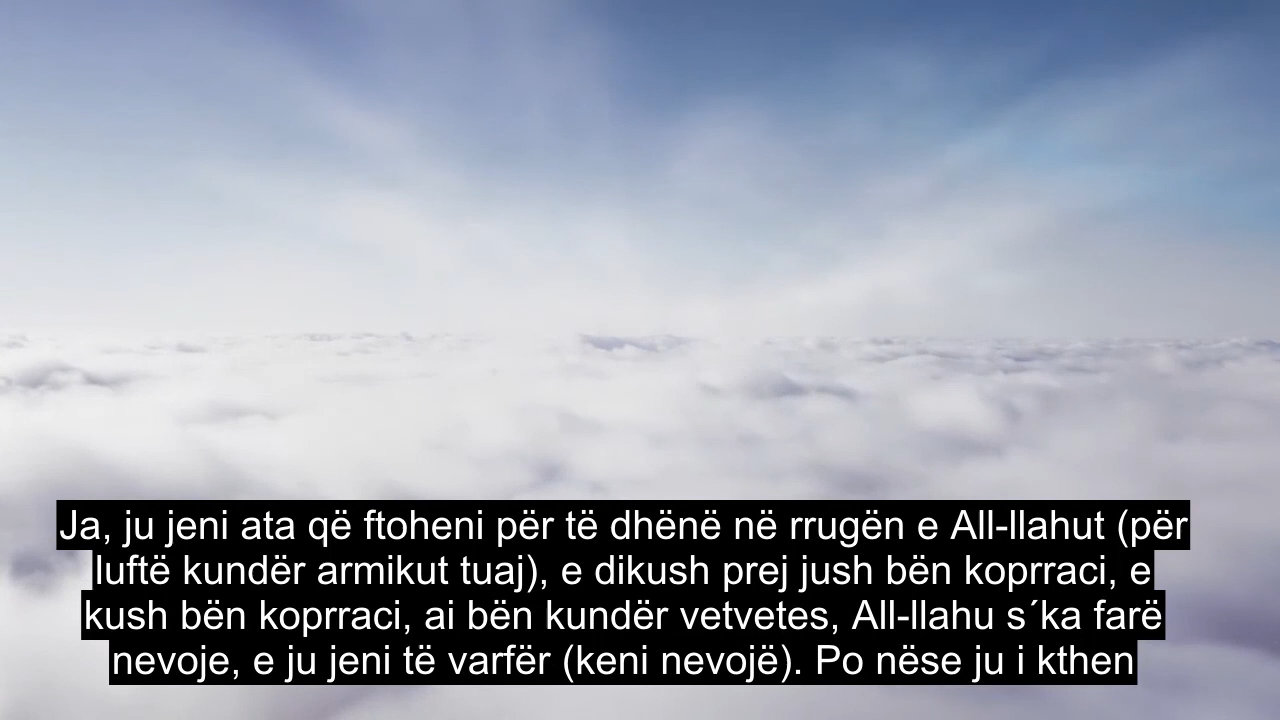 Ja, ju jeni ata që ftoheni për të dhënë në rrugën e All-llahut (për
luftë kundër armikut tuaj), e dikush prej jush bën koprraci, e
kush bën koprraci, ai bën kundër vetvetes, All-llahu s´ka farë
nevoje, e ju jeni të varfër (keni nevojë). Po nëse ju i kthen